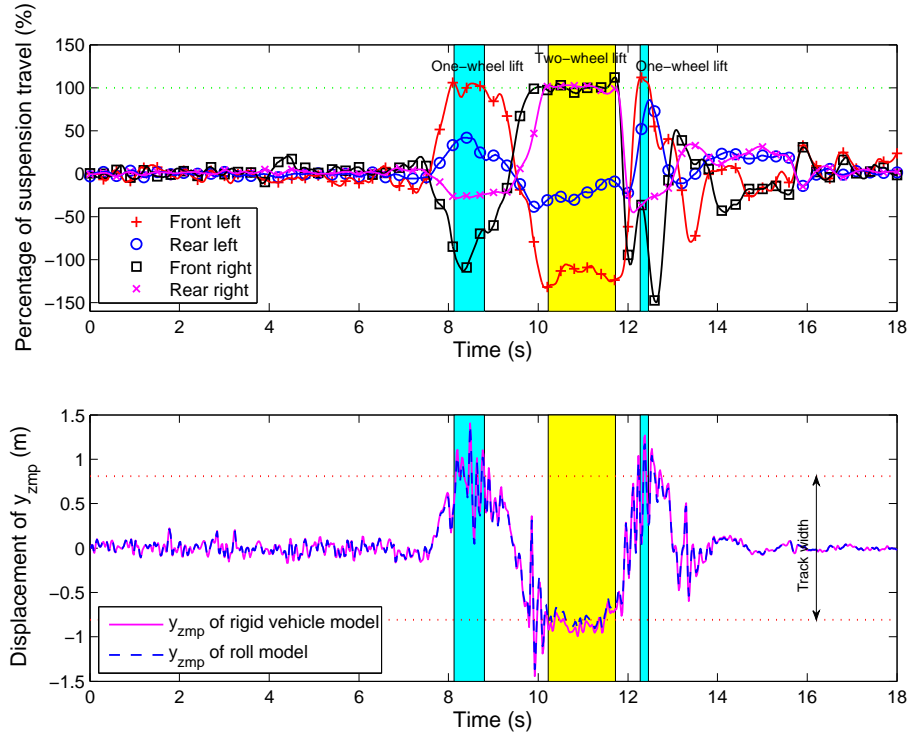 Percentage of suspension travel (%)
150
100
50
0
−50
−100
−150
One−wheel lift
Two−wheel lift
One−wheel lift
Front left
Rear left
Front right
Rear right
0 2 4 6 8 10 12 14 16 18
Time (s)
Displacement of y_zmp (m)
1.5
1
0.5
0
−0.5
−1
−1.5
Track width
y_zmp of rigid vehicle model
y_zmp of roll model
0 2 4 6 8 10 12 14 16 18
Time (s)